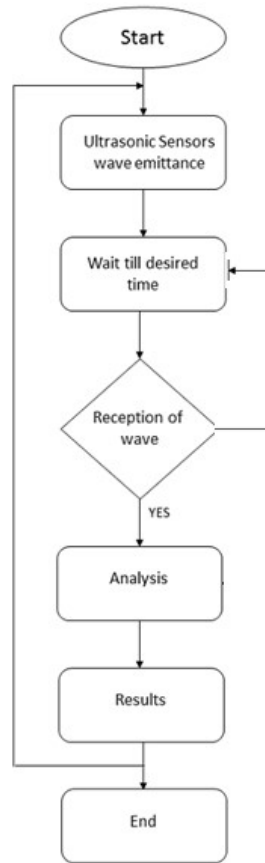 Start
Ultrasonic Sensors
wave emittance
Wait till desired
time
Reception of
wave
YES
Analysis
Results
End